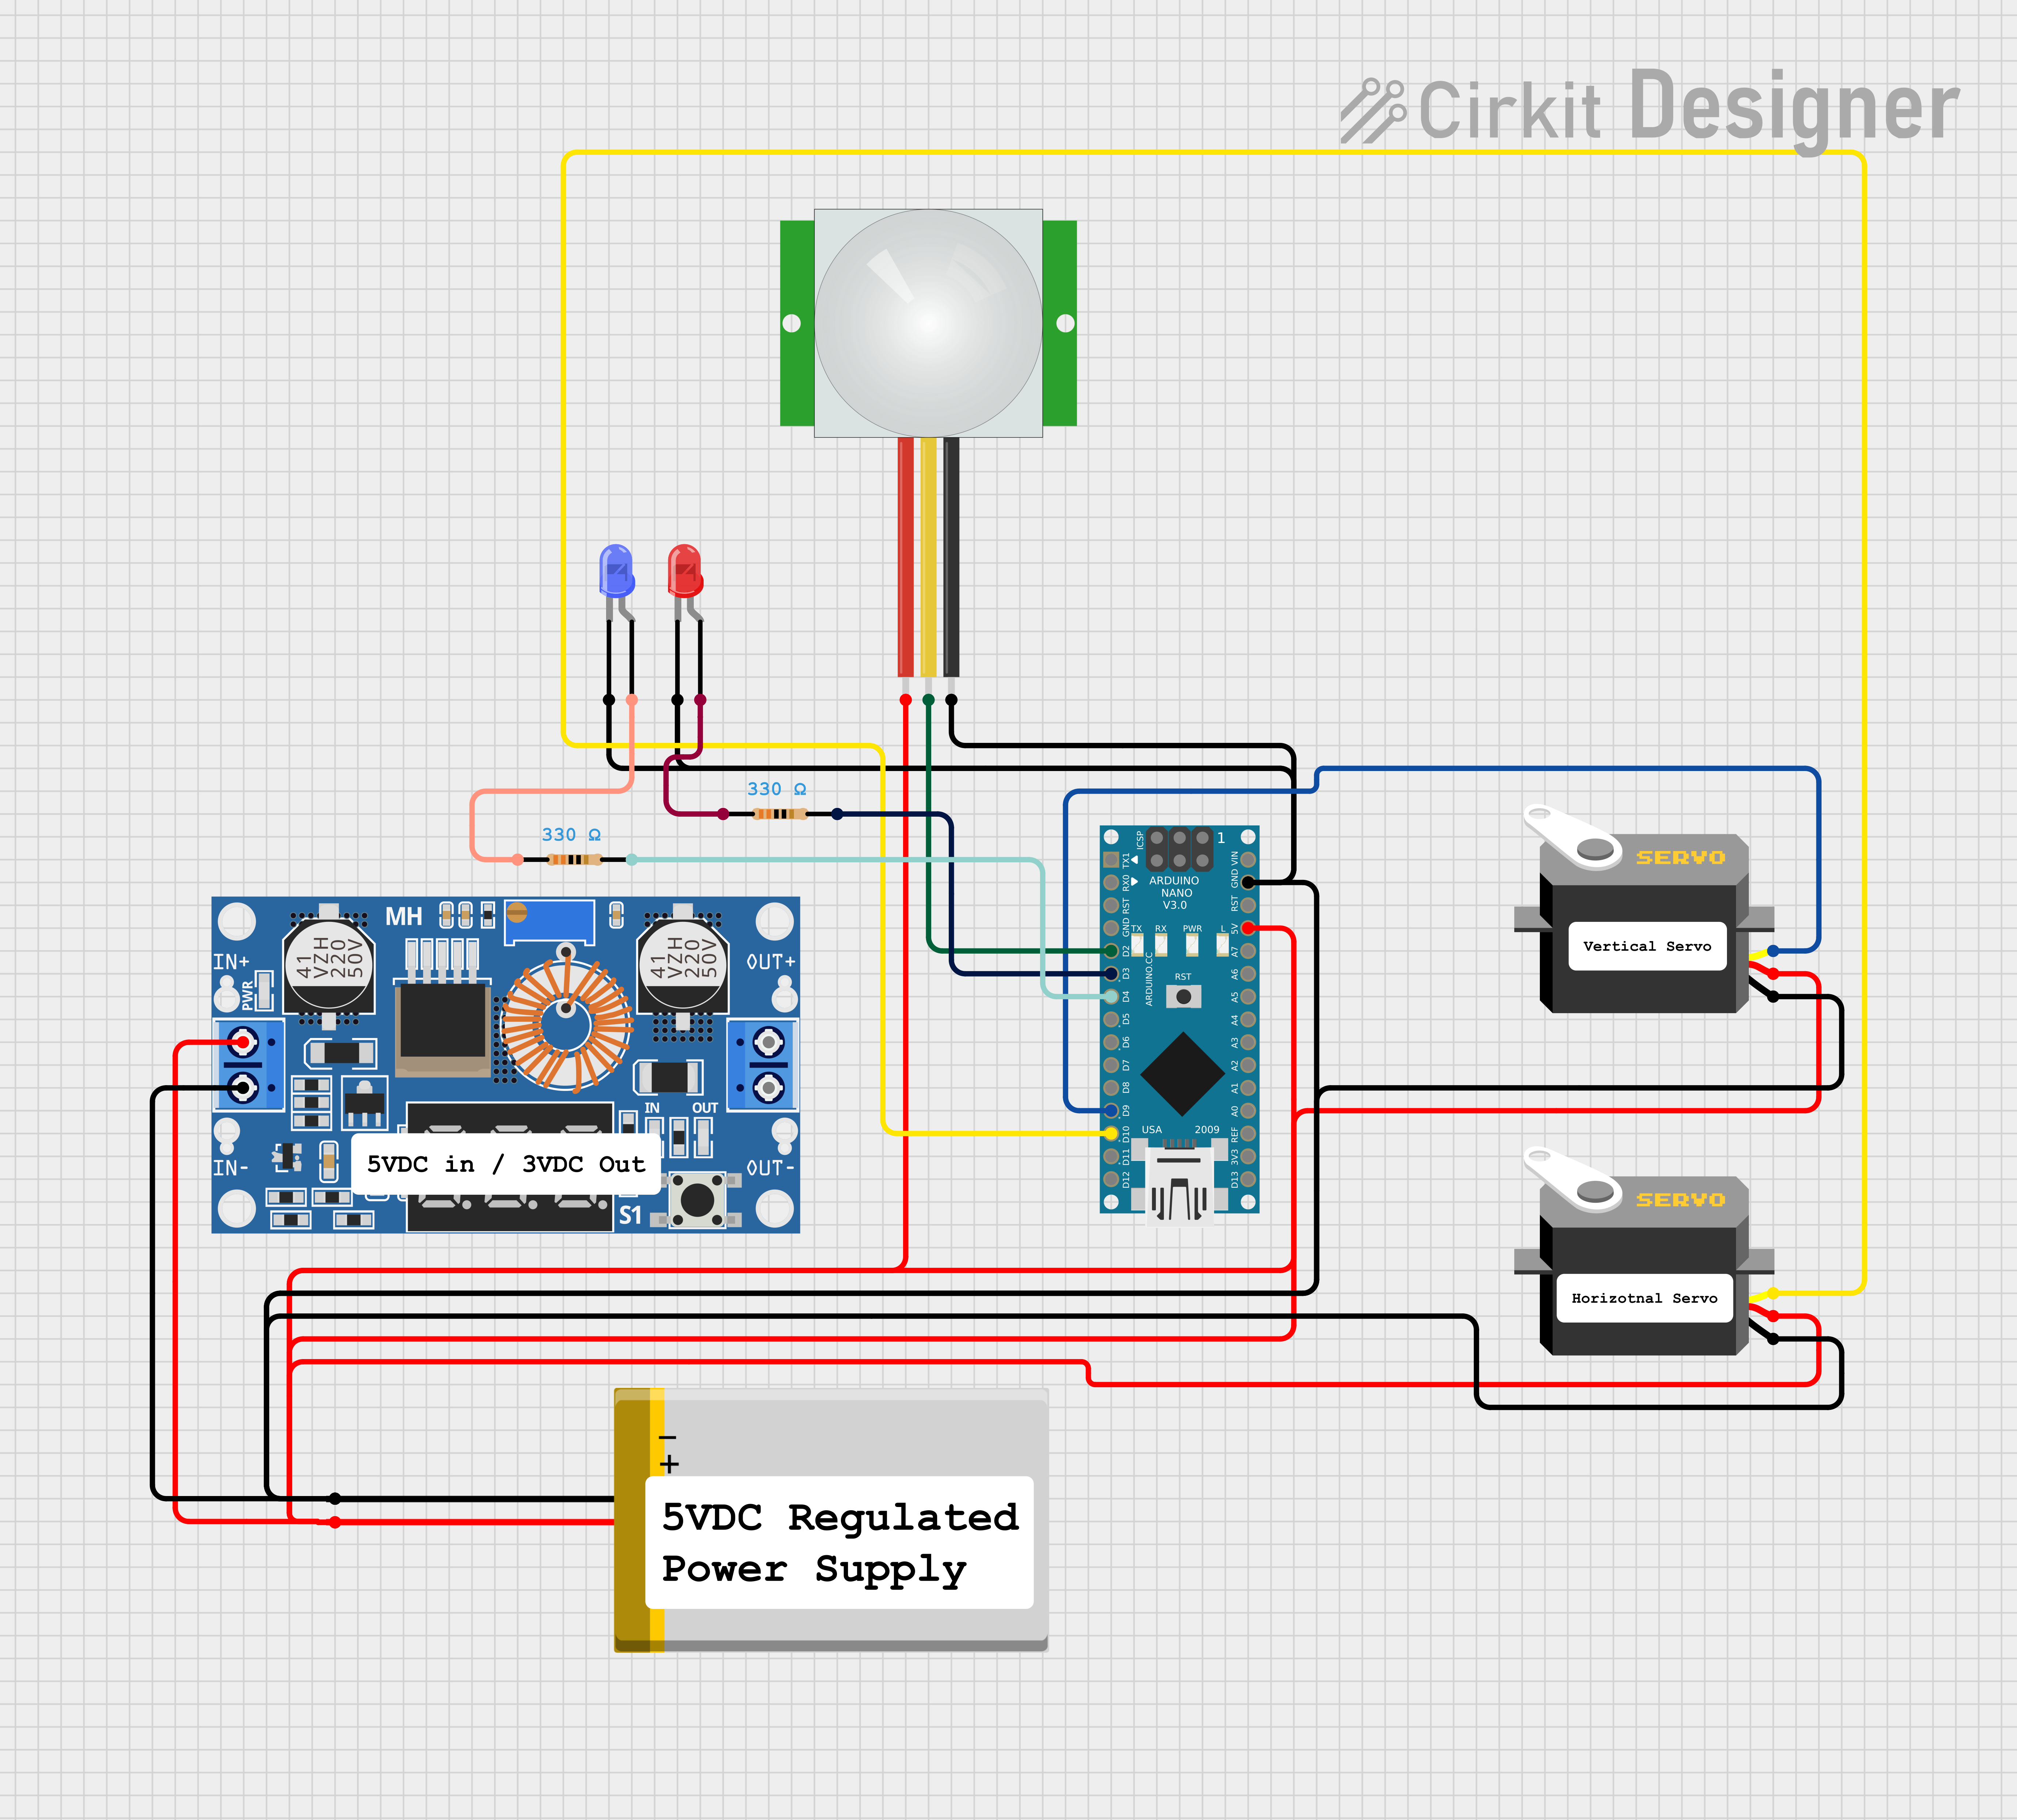 Cirkit Designer
330 Ω
330 Ω
ICSP
1
TX1
RX0
RST
GND
D2
D3
D4
D5
D6
D7
D8
D9
D10
D11
D12
VIN
GND
RST
5V
A7
A6
A5
A4
A3
A2
A1
A0
REF
3V3
D13
ARDUINO
NANO
V3.0
TX
RX
PWR
L
RST
ARDUINO.CC
USA
2009
SERVO
Vertical Servo
SERVO
Horizotnal Servo
MH
41
VZH
220
50V
41
VZH
220
50V
IN+
PWR
OUT+
IN
OUT
IN-
OUT-
5VDC in / 3VDC Out
S1
-
+
5VDC Regulated
Power Supply